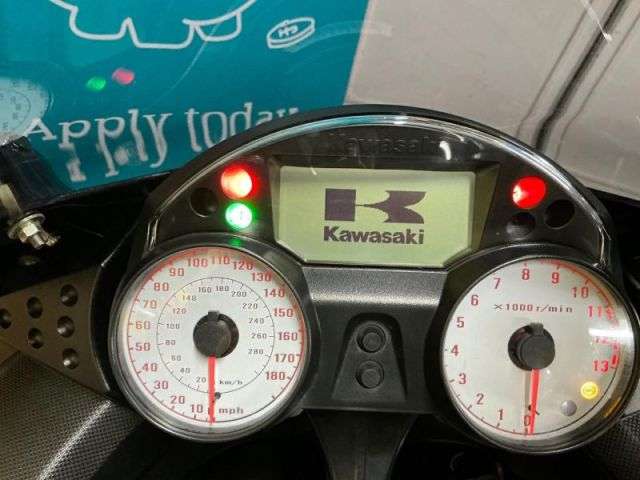 Apply today
Kawasaki
Kawasaki
10 20 30 40 50 60 70 80 90 100 110 120 130 140 150 160 170 180
mph
20 40 60 80 100 120 140 160 180 200 220 240 260 280
km/h
0 1 2 3 4 5 6 7 8 9 10 11 12 13
×1000r/min